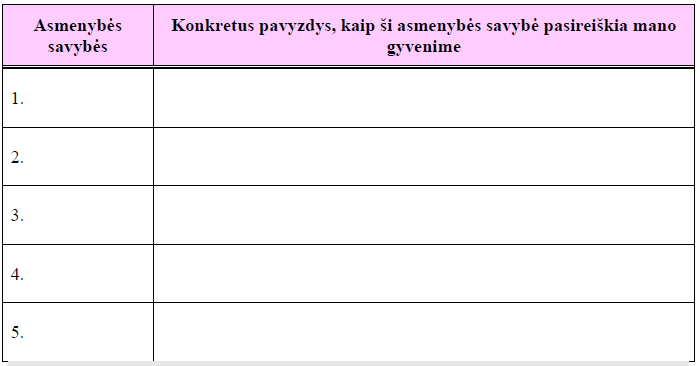 Asmenybės
savybės
Konkretus pavyzdys, kaip ši asmenybės savybė pasireiškia mano
gyvenime
1.
2.
3.
4.
5.